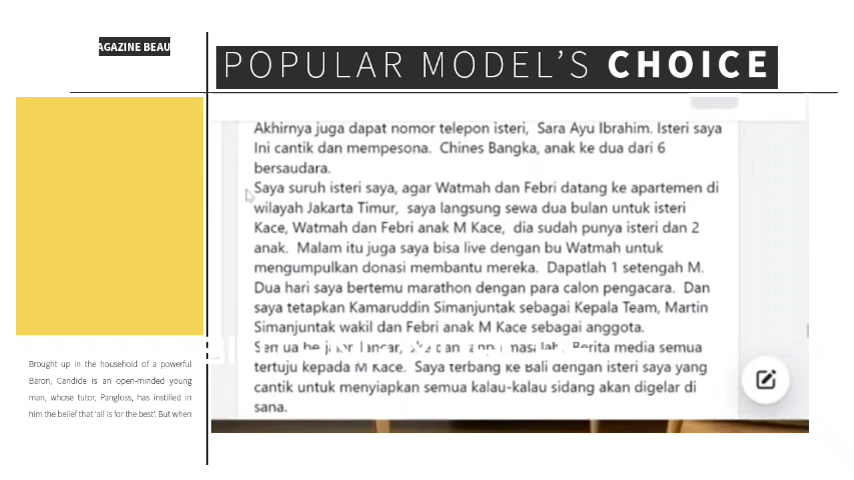 AGAZINE BEAU
POPULAR MODEL'S CHOICE
Akhirnya juga dapat nomor telepon isteri, Sara Ayu Ibrahim. Isteri saya
Ini cantik dan mempesona. Chines Bangka, anak ke dua dari 6
bersaudara.
Saya suruh isteri saya, agar Watmah dan Febri datang ke apartemen di
wilayah Jakarta Timur, saya langsung sewa dua bulan untuk isteri
Kace, Watmah dan Febri anak M Kace, dia sudah punya isteri dan 2
anak. Malam itu juga saya bisa live dengan bu Watmah untuk
mengumpulkan donasi membantu mereka. Dapatlah 1 setengah M.
Dua hari saya bertemu marathon dengan para calon pengacara. Dan
saya tetapkan Kamaruddin Simanjuntak sebagai Kepala Team, Martin
Simanjuntak wakil dan Febri anak M Kace sebagai anggota.
lancar, Berita media semua
tertuju kepada M Kace. Saya terbang ke Bali dengan isteri saya yang
cantik untuk menyiapkan semua kalau-kalau sidang akan digelar di
sana.
Brought up in the household of a powerful
Baron, Candide is an open-minded young
man, whose tutor, Pangloss, has instilled in
him the belief that 'all is for the best'. But when